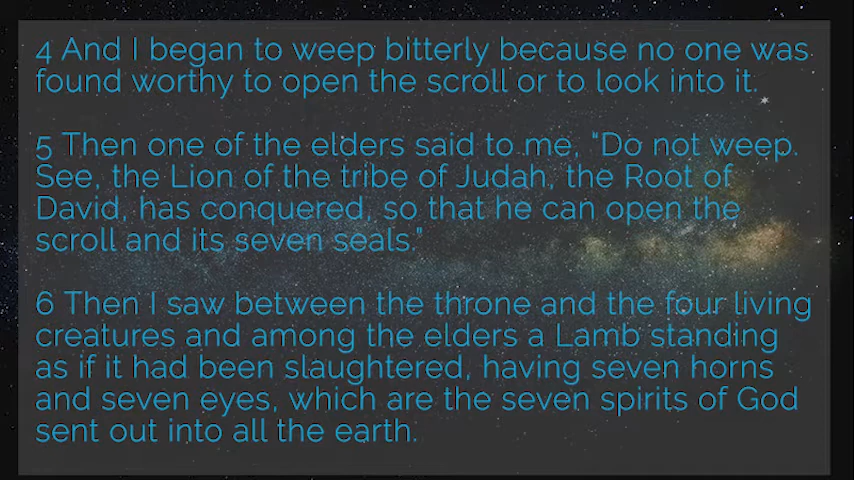 4 And I began to weep bitterly because no one was
found worthy to open the scroll or to look into it.
5 Then one of the elders said to me, “Do not weep.
See, the Lion of the tribe of Judah, the Root of
David, has conquered, so that he can open the
scroll and its seven seals.”
6 Then I saw between the throne and the four living
creatures and among the elders a Lamb standing
as if it had been slaughtered, having seven horns
and seven eyes, which are the seven spirits of God
sent out into all the earth.